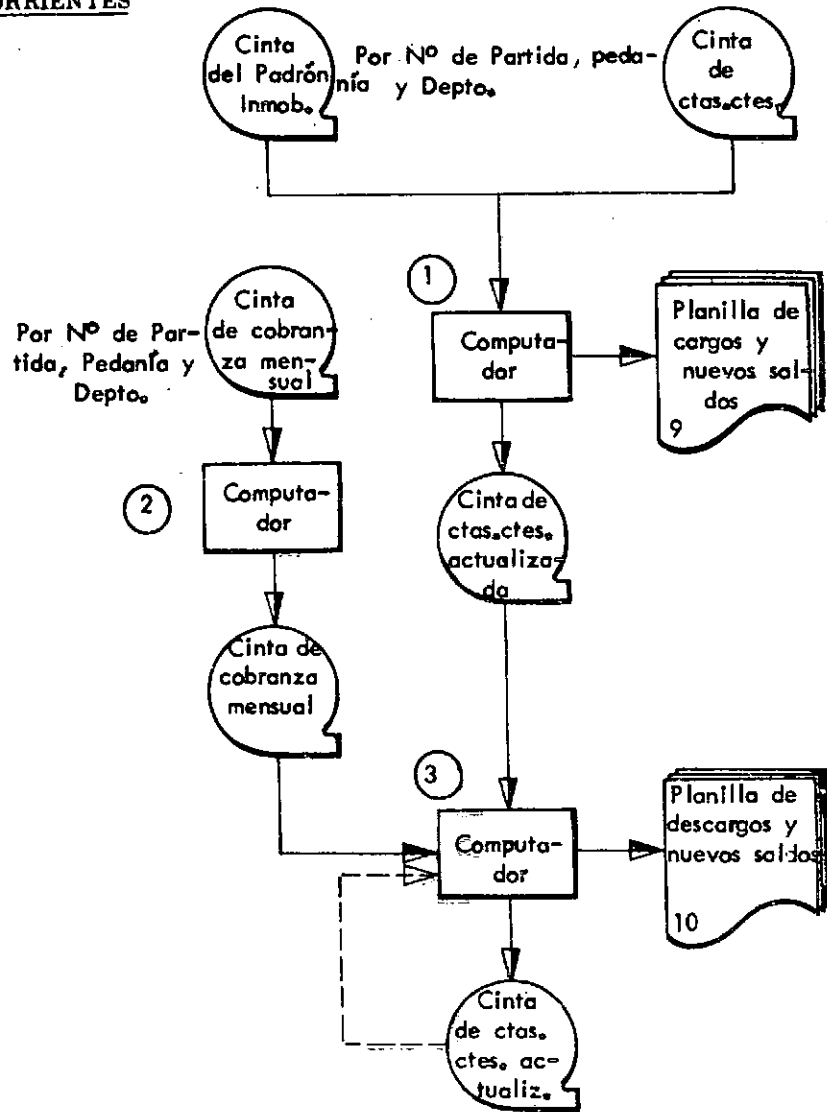 Cinta
del Padrón
Inmob.
Por Nº de Partida, peda-
nía y Depto.
Cinta
de
ctas.ctes.
1
Computa-
dor
Planilla de
cargos y
nuevos sal-
dos
9
Por Nº de Par-
tida, Pedanía y
Depto.
Cinta
de cobran-
za men-
sual
2
Computa-
dor
Cinta de
ctas.ctes.
actualiza-
da
Cinta de
cobranza
mensual
3
Computa-
dor
Planilla de
descargos y
nuevos saldos
10
Cinta
de ctas.
ctes. ac-
tualiz.